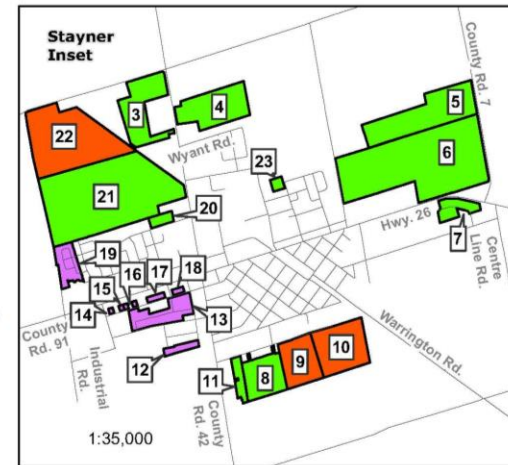 Stayner
Inset
County Rd. 7
3
4
5
22
6
Wyant Rd.
23
21
20
Hwy. 26
7
19
Centre
Line Rd.
16
17
18
15
14
13
County
Rd. 91
Industrial
Rd.
12
Warrington Rd.
11
8
9
10
1:35,000
County
Rd. 42